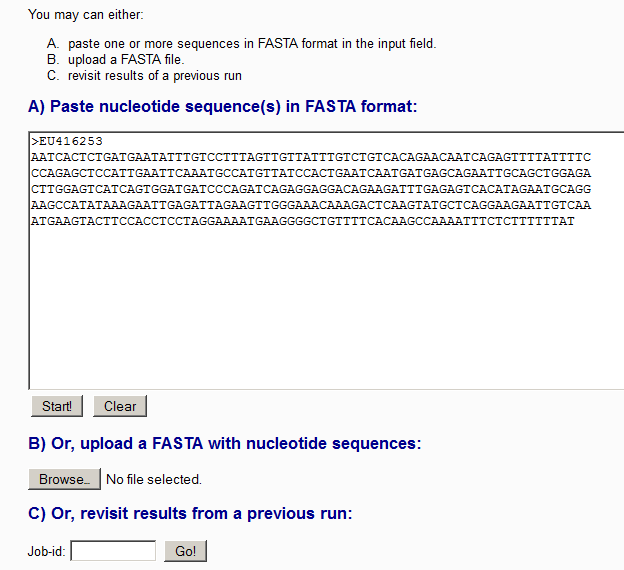 You may can either:
A. paste one or more sequences in FASTA format in the input field.
B. upload a FASTA file.
C. revisit results of a previous run
A) Paste nucleotide sequence(s) in FASTA format:
>EU416253
AATCACTCTGATGAATATTTGTCCTTTAGTTGTTATTTGTCTGTCACAGAACAATCAGAGTTTTATTTTC
CCAGAGCTCCATTGAATTCAAATGCCATGTTATCCACTGAATCAATGATGAGCAGAATTGCAGCTGGAGA
CTTGGAGTCATCAGTGGATGATCCCAGATCAGAGGAGGACAGAAGATTTGAGAGTCACATAGAATGCAGG
AAGCCATATAAAGAATTGAGATTAGAAGTTGGGAAACAAAGACTCAAGTATGCTCAGGAAGAATTGTCAA
ATGAAGTACTTCCACCTCCTAGGAAAATGAAGGGGCTGTTTTCACAAGCCAAAATTTCTCTTTTTTAT
Start! Clear
B) Or, upload a FASTA with nucleotide sequences:
Browse... No file selected.
C) Or, revisit results from a previous run:
Job-id: Go!